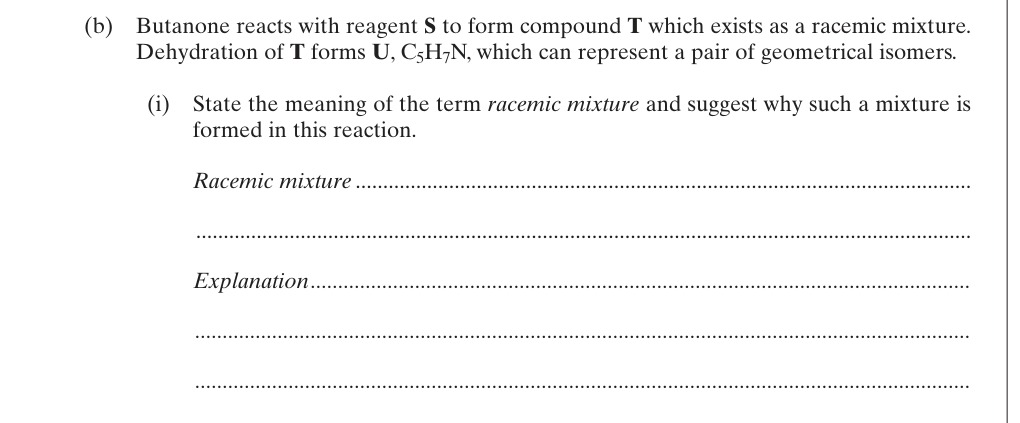 (b) Butanone reacts with reagent S to form compound T which exists as a racemic mixture.
Dehydration of T forms U, C₅H₇N, which can represent a pair of geometrical isomers.
(i) State the meaning of the term racemic mixture and suggest why such a mixture is
formed in this reaction.
Racemic mixture ..........................................................................................................
....................................................................................................................................
Explanation.................................................................................................................
....................................................................................................................................
....................................................................................................................................